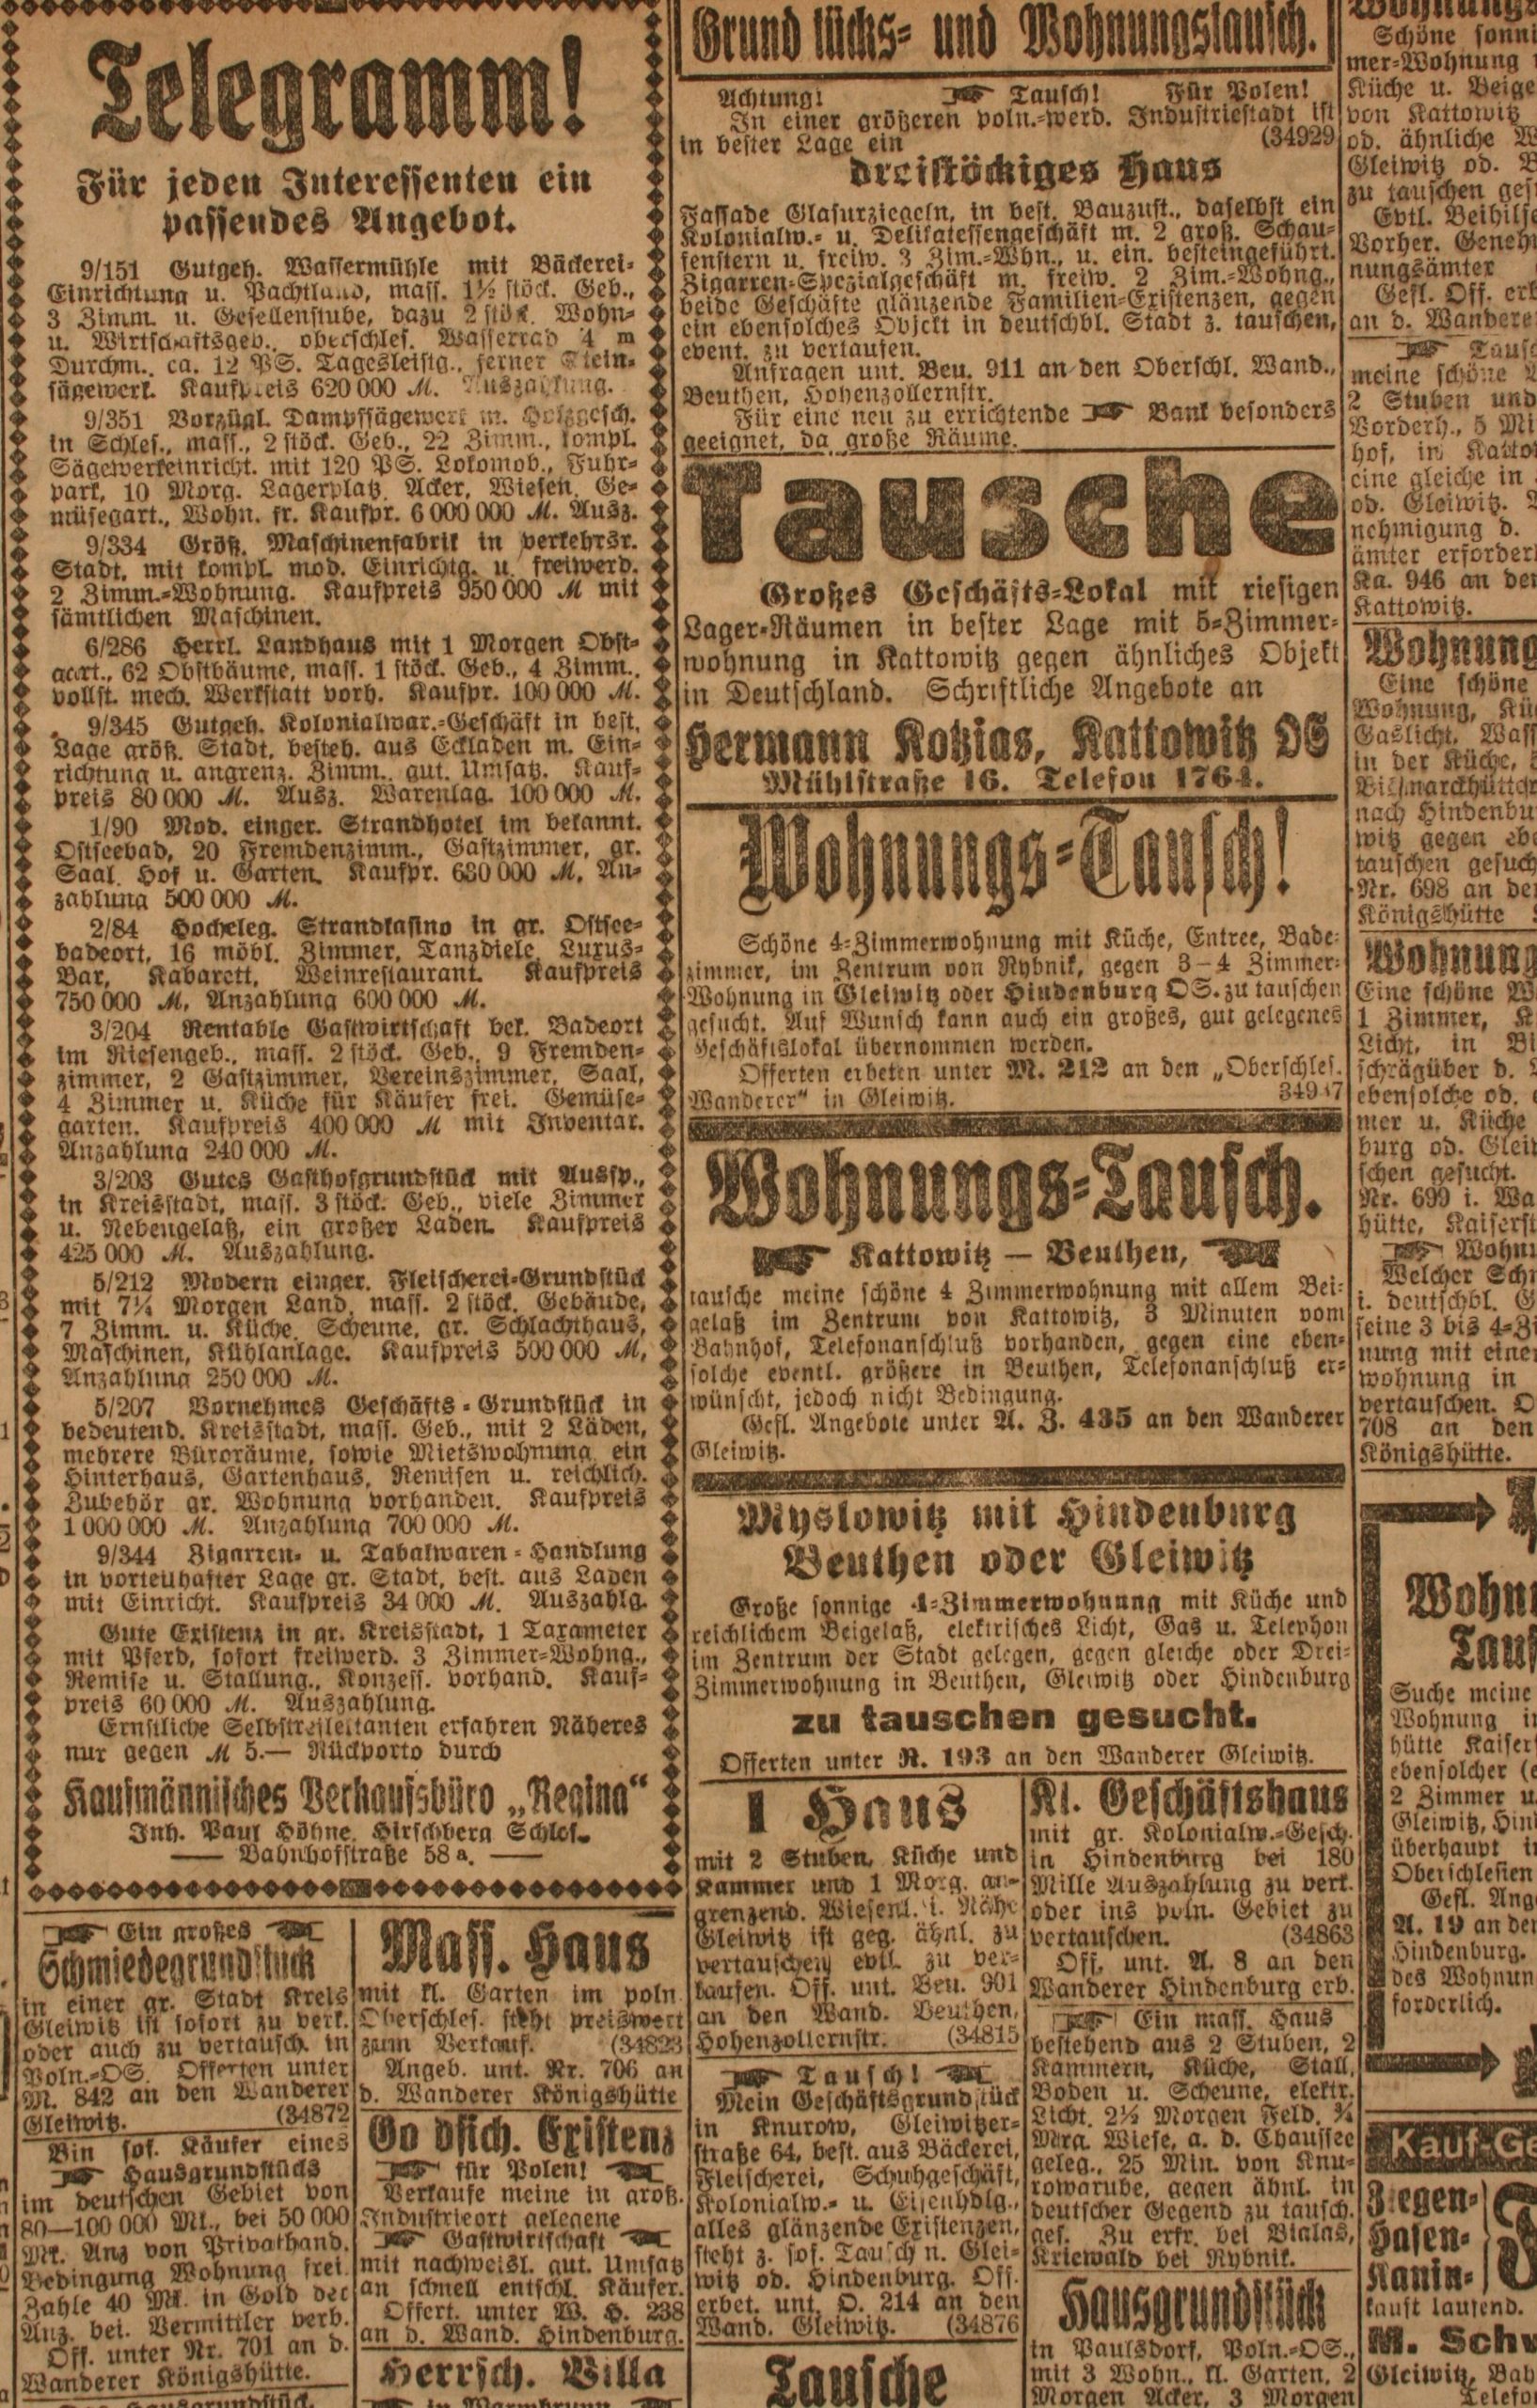 Telegramm!
Für jeden Interessenten ein
passendes Angebot.
9/151 Gutgeh. Wassermühle mit Bäckerei-
Einrichtung u. Pachtland, mass. 1½ stöck. Geb.,
3 Zimm. u. Gesellenstube, dazu 2 stöck. Wohn-
u. Wirtschaftsgeb., oberschles. Wasserrad 4 m
Durchm., ca. 12 PS. Tagesleistg., ferner Klein-
sägewerk. Kaufpreis 620 000 M. Auszahlung.
9/351 Vorzügl. Dampfsägewerk m. Holzgesch.
in Schles., mass., 2 stöck. Geb., 22 Zimm., kompl.
Sägewerkeinricht. mit 120 PS. Lokomob., Fuhr-
park, 10 Morg. Lagerplatz, Acker, Wiesen, Ge-
müsegart., Wohn. fr. Kaufpr. 6 000 000 M. Ausz.
9/334 Größ. Maschinenfabrik in verkehrsr.
Stadt, mit kompl. mod. Einrichtg. u. freiwerd.
2 Zimm.-Wohnung. Kaufpreis 950 000 M mit
sämtlichen Maschinen.
6/286 Herrl. Landhaus mit 1 Morgen Obst-
gart., 62 Obstbäume, mass. 1 stöck. Geb., 4 Zimm.,
vollst. mech. Werkstatt vorh. Kaufpr. 100 000 M.
9/345 Gutgeh. Kolonialwar.-Geschäft in best.
Lage größ. Stadt, besteh. aus Eckladen m. Ein-
richtung u. angrenz. Zimm., gut. Umsatz. Kauf-
preis 80 000 M. Ausz. Warenlag. 100 000 M.
1/90 Mod. einger. Strandhotel im bekannt.
Ostseebad, 20 Fremdenzimm., Gastzimmer, gr.
Saal, Hof u. Garten. Kaufpr. 630 000 M, An-
zahlung 500 000 M.
2/84 Hocheleg. Strandkasino in gr. Ostsee-
badeort, 16 möbl. Zimmer, Tanzdiele, Luxus-
Bar, Kabarett, Weinrestaurant. Kaufpreis
750 000 M, Anzahlung 600 000 M.
3/204 Rentable Gastwirtschaft bek. Badeort
im Riesengeb., mass. 2 stöck. Geb., 9 Fremden-
zimmer, 2 Gastzimmer, Vereinszimmer, Saal,
4 Zimmer u. Küche für Käufer frei. Gemüse-
garten. Kaufpreis 400 000 M mit Inventar.
Anzahlung 240 000 M.
3/203 Gutes Gasthofgrundstück mit Aussp.,
in Kreisstadt, mass. 3 stöck. Geb., viele Zimmer
u. Nebengelaß, ein großer Laden. Kaufpreis
425 000 M. Auszahlung.
5/212 Modern einger. Fleischerei-Grundstück
mit 7¼ Morgen Land, mass. 2 stöck. Gebäude,
7 Zimm. u. Küche, Scheune, gr. Schlachthaus,
Maschinen, Kühlanlage. Kaufpreis 500 000 M,
Anzahlung 250 000 M.
5/207 Vornehmes Geschäfts-Grundstück in
bedeutend. Kreisstadt, mass. Geb., mit 2 Läden,
mehrere Büroräume, sowie Mietswohnung, ein
Hinterhaus, Gartenhaus, Remisen u. reichlich.
Zubehör gr. Wohnung vorhanden. Kaufpreis
1 000 000 M. Anzahlung 700 000 M.
9/344 Zigarren- u. Tabakwaren-Handlung
in vorteilhafter Lage gr. Stadt, best. aus Laden
mit Einricht. Kaufpreis 34 000 M. Auszahlg.
Gute Existenz in gr. Kreisstadt, 1 Taxameter
mit Pferd, sofort freiwerd. 3 Zimmer-Wohng.,
Remise u. Stallung., Konzess. vorhand. Kauf-
preis 60 000 M. Auszahlung.
Ernstliche Selbstreflektanten erfahren Näheres
nur gegen M 5.— Rückporto durch
Kaufmännisches Verkaufsbüro „Regina“
Inh. Paul Höhne, Hirschberg Schles.
Bahnhofstraße 58 a.
Ein großes
Schmiedegrundstück
in einer gr. Stadt Kreis
Gleiwitz ist sofort zu verk.
oder auch zu vertausch. in
Poln.-OS. Offerten unter
M. 842 an den Wanderer
Gleiwitz. (34872
Bin sof. Käufer eines
Hausgrundstücks
im deutschen Gebiet von
80—100 000 Mk., bei 50 000
Mk. Anz von Privathand.
Bedingung Wohnung frei.
Zahle 40 Mk. in Gold der
Anz. bei. Vermittler verb.
Off. unter Nr. 701 an d.
Wanderer Königshütte.
Hausgrundstück,
Mass. Haus
mit kl. Garten im poln.
Oberschles. steht preiswert
zum Verkauf. (34823
Angeb. unt. Nr. 706 an
d. Wanderer Königshütte
Go dsich. Existenz
für Polen!
Verkaufe meine in groß.
Industrieort gelegene
Gastwirtschaft
mit nachweisl. gut. Umsatz
an schnell entschl. Käufer.
Offert. unter W. H. 238
an d. Wand. Hindenburg.
Herrsch. Villa
in Warmbrunn
Grundstücks- und Wohnungstausch.
Achtung! Tausch! Für Polen!
In einer größeren poln.-werd. Industriestadt ist
in bester Lage ein (34929
dreistöckiges Haus
Fassade Glasurziegeln, in best. Bauzust., daselbst ein
Kolonialw.- u. Delikatessengeschäft m. 2 groß. Schau-
fenstern u. freiw. 3 Zim.-Whn., u. ein. besteingeführt.
Zigarren-Spezialgeschäft m. freiw. 2 Zim.-Wohng.,
beide Geschäfte glänzende Familien-Existenzen, gegen
ein ebensolches Objekt in deutschbl. Stadt z. tauschen,
event. zu verkaufen.
Anfragen unt. Beu. 911 an den Oberschl. Wand.,
Beuthen, Hohenzollernstr.
Für eine neu zu errichtende Bank besonders
geeignet, da große Räume.
Tausche
Großes Geschäfts-Lokal mit riesigen
Lager-Räumen in bester Lage mit 5-Zimmer-
wohnung in Kattowitz gegen ähnliches Objekt
in Deutschland. Schriftliche Angebote an
Hermann Kotzias, Kattowitz OS
Mühlstraße 16. Telefon 1764.
Wohnungs-Tausch!
Schöne 4-Zimmerwohnung mit Küche, Entree, Bade-
zimmer, im Zentrum von Rybnik, gegen 3—4 Zimmer-
Wohnung in Gleiwitz oder Hindenburg OS. zu tauschen
gesucht. Auf Wunsch kann auch ein großes, gut gelegenes
Geschäftslokal übernommen werden.
Offerten erbeten unter M. 212 an den „Oberschles.
Wanderer“ in Gleiwitz.
Wohnungs-Tausch.
Kattowitz — Beuthen,
tausche meine schöne 4 Zimmerwohnung mit allem Bei-
gelaß im Zentrum von Kattowitz, 3 Minuten vom
Bahnhof, Telefonanschluß vorhanden, gegen eine eben-
solche eventl. größere in Beuthen, Telefonanschluß er-
wünscht, jedoch nicht Bedingung.
Gefl. Angebote unter A. Z. 435 an den Wanderer
Gleiwitz.
Myslowitz mit Hindenburg
Beuthen oder Gleiwitz
Große sonnige 4-Zimmerwohnung mit Küche und
reichlichem Beigelaß, elektrisches Licht, Gas u. Telephon
im Zentrum der Stadt gelegen, gegen gleiche oder Drei-
Zimmerwohnung in Beuthen, Gleiwitz oder Hindenburg
zu tauschen gesucht.
Offerten unter R. 193 an den Wanderer Gleiwitz.
1 Haus
mit 2 Stuben, Küche und
Kammer und 1 Morg. an-
grenzend. Wiesenl. i. Nähe
Gleiwitz ist geg. ähnl. zu
vertauschen evtl. zu ver-
kaufen. Off. unt. Beu. 901
an den Wand. Beuthen,
Hohenzollernstr. (34815
Tausch!
Mein Geschäftsgrundstück
in Knurow, Gleiwitzer-
straße 64, best. aus Bäckerei,
Fleischerei, Schuhgeschäft,
Kolonialw.- u. Eisenhdlg.,
alles glänzende Existenzen,
steht z. sof. Tausch n. Glei-
witz od. Hindenburg. Off.
erbet. unt. O. 214 an den
Wand. Gleiwitz. (34876
Tausche
Kl. Geschäftshaus
mit gr. Kolonialw.-Gesch.
in Hindenburg bei 180
Mille Auszahlung zu verk.
oder ins poln. Gebiet zu
vertauschen. (34863
Off. unt. A. 8 an den
Wanderer Hindenburg erb.
Ein mass. Haus
bestehend aus 2 Stuben, 2
Kammern, Küche, Stall,
Boden u. Scheune, elektr.
Licht, 2½ Morgen Feld, ¾
Mrg. Wiese, a. d. Chaussee
geleg., 25 Min. von Knu-
rowgrube, gegen ähnl. in
deutscher Gegend zu tausch.
ges. Zu erfr. bei Bialas,
Kriewald bei Rybnik.
Hausgrundstück
in Paulsdorf, Poln.-OS.,
mit 3 Wohn., kl. Garten, 2
Morgen Acker, 3 Morgen
Schöne sonni
mer-Wohnung
Küche u. Beige
von Kattowitz
od. ähnliche W
Gleiwitz od. B
zu tauschen ges
Evtl. Beihilfe
Vorher. Geneh
nungsämter
Gefl. Off. erb
an d. Wandere
Tausc
meine schöne
2 Stuben und
Vorderh., 5 Mi
hof, in Katto
eine gleiche in
od. Gleiwitz.
nehmigung d.
ämter erforder
Ka. 946 an den
Kattowitz.
Wohnung
Eine schöne
Wohnung, Kü
Gaslicht, Wass
in der Küche,
Bismarckhütter
nach Hindenbu
witz gegen ebe
tauschen gesuch
Nr. 698 an den
Königshütte
Wohnung
Eine schöne W
1 Zimmer, K
Licht, in Bi
schrägüber d.
ebensolche od.
mer u. Küche
burg od. Glei
schen gesucht.
Nr. 699 i. Wa
hütte, Kaiserst
Wohnu
Welcher Schr
i. deutschbl. G
seine 3 bis 4-Zi
nung mit einer
wohnung in
vertauschen. O
708 an den
Königshütte.
Wohn
Taus
Suche meine
Wohnung in
hütte Kaisers
ebensolcher (e
2 Zimmer u.
Gleiwitz, Hin
überhaupt in
Oberschlesien
Gefl. Ang
A. 19 an den
Hindenburg.
des Wohnun
forderlich.
Kauf-Ge
Ziegen-
Hasen-
Kanin-
kauft laufend.
M. Schw
Gleiwitz, Bah
Telef